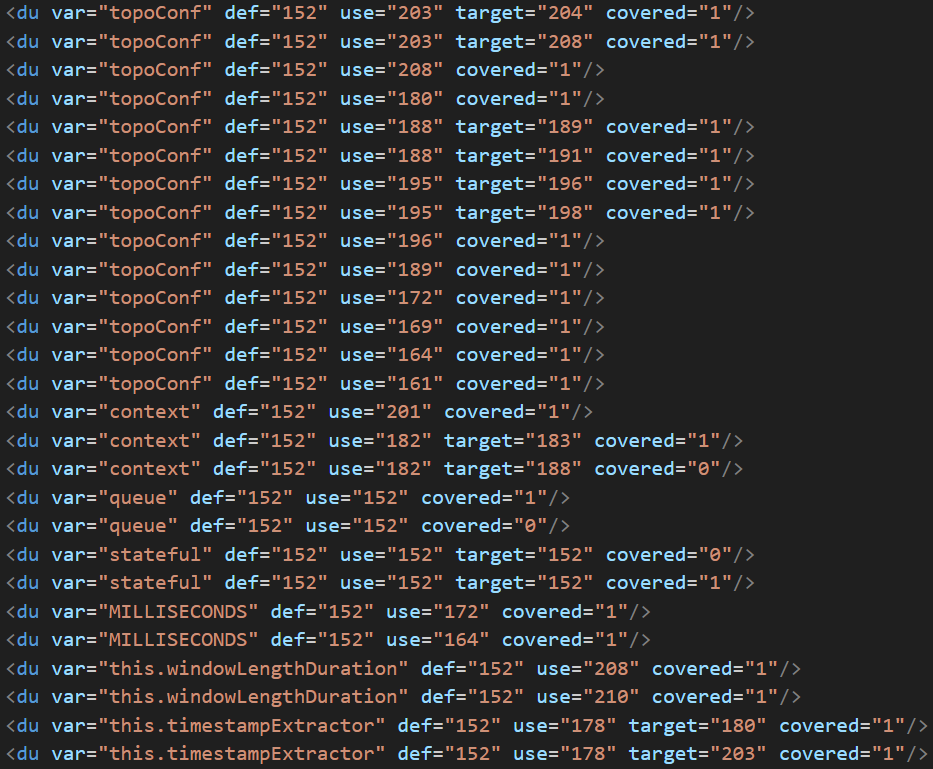 <du var="topoConf" def="152" use="203" target="204" covered="1"/>
<du var="topoConf" def="152" use="203" target="208" covered="1"/>
<du var="topoConf" def="152" use="208" covered="1"/>
<du var="topoConf" def="152" use="180" covered="1"/>
<du var="topoConf" def="152" use="188" target="189" covered="1"/>
<du var="topoConf" def="152" use="188" target="191" covered="1"/>
<du var="topoConf" def="152" use="195" target="196" covered="1"/>
<du var="topoConf" def="152" use="195" target="198" covered="1"/>
<du var="topoConf" def="152" use="196" covered="1"/>
<du var="topoConf" def="152" use="189" covered="1"/>
<du var="topoConf" def="152" use="172" covered="1"/>
<du var="topoConf" def="152" use="169" covered="1"/>
<du var="topoConf" def="152" use="164" covered="1"/>
<du var="topoConf" def="152" use="161" covered="1"/>
<du var="context" def="152" use="201" covered="1"/>
<du var="context" def="152" use="182" target="183" covered="1"/>
<du var="context" def="152" use="182" target="188" covered="0"/>
<du var="queue" def="152" use="152" covered="1"/>
<du var="queue" def="152" use="152" covered="0"/>
<du var="stateful" def="152" use="152" target="152" covered="0"/>
<du var="stateful" def="152" use="152" target="152" covered="1"/>
<du var="MILLISECONDS" def="152" use="172" covered="1"/>
<du var="MILLISECONDS" def="152" use="164" covered="1"/>
<du var="this.windowLengthDuration" def="152" use="208" covered="1"/>
<du var="this.windowLengthDuration" def="152" use="210" covered="1"/>
<du var="this.timestampExtractor" def="152" use="178" target="180" covered="1"/>
<du var="this.timestampExtractor" def="152" use="178" target="203" covered="1"/>